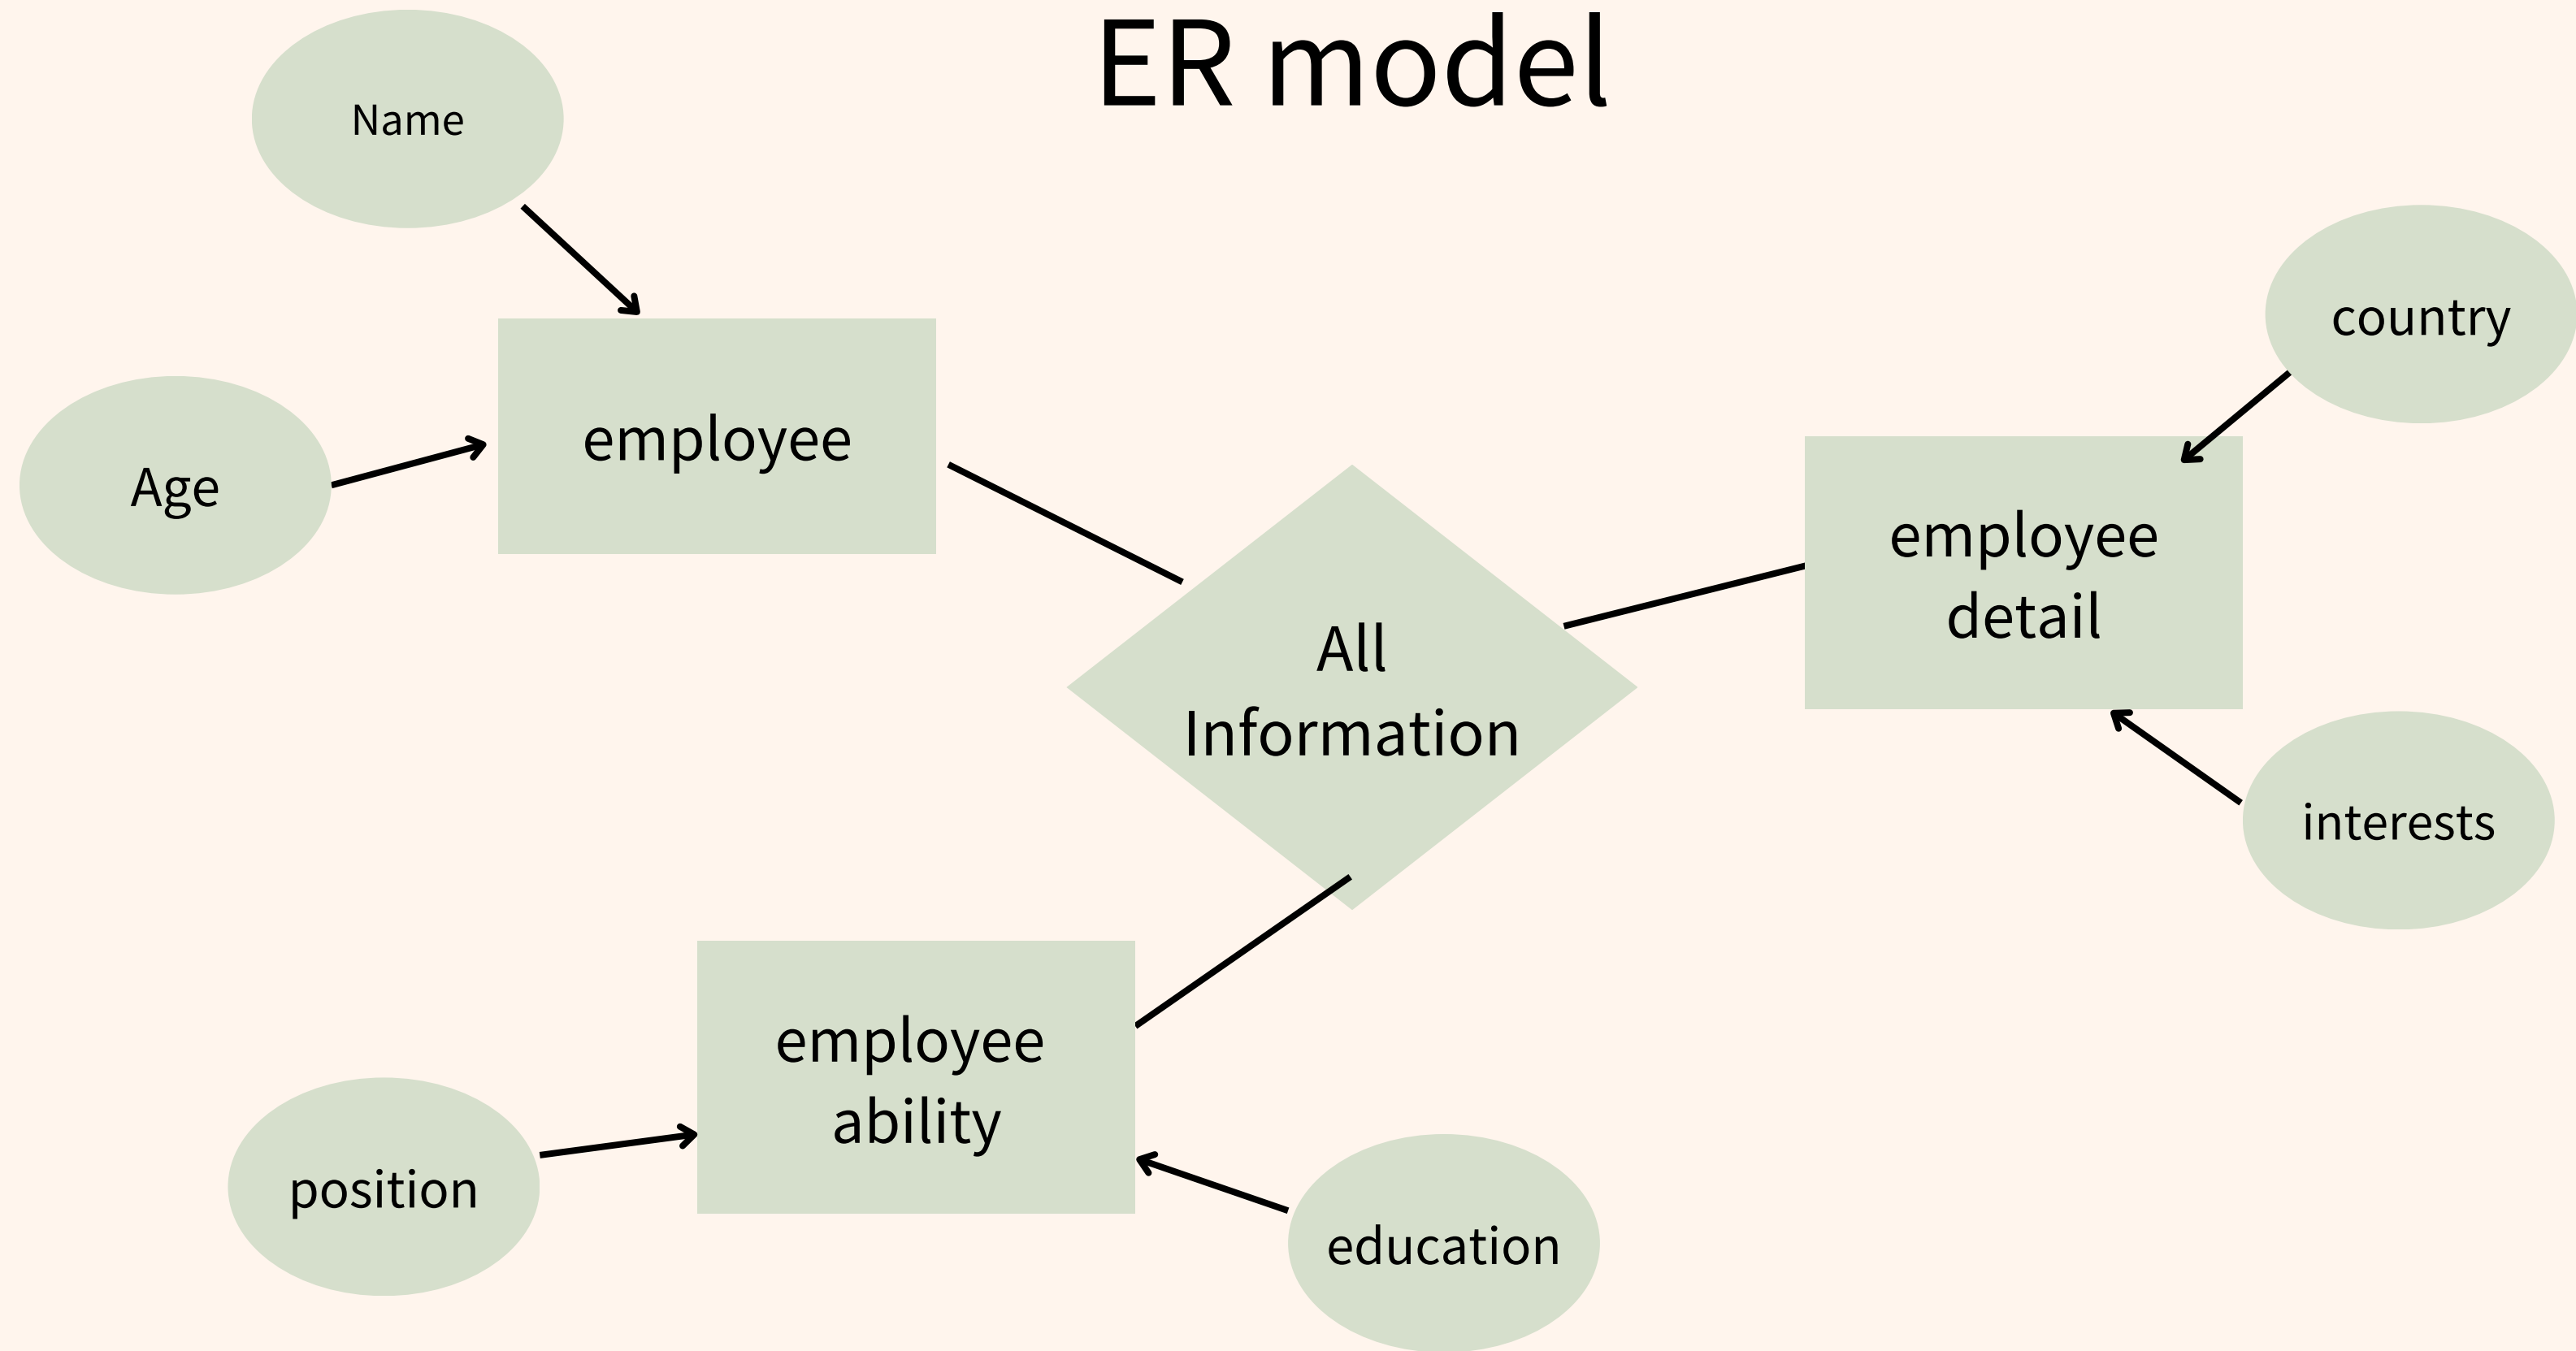 ER model
Name
Age
employee
All
Information
country
employee
detail
interests
employee
ability
position
education